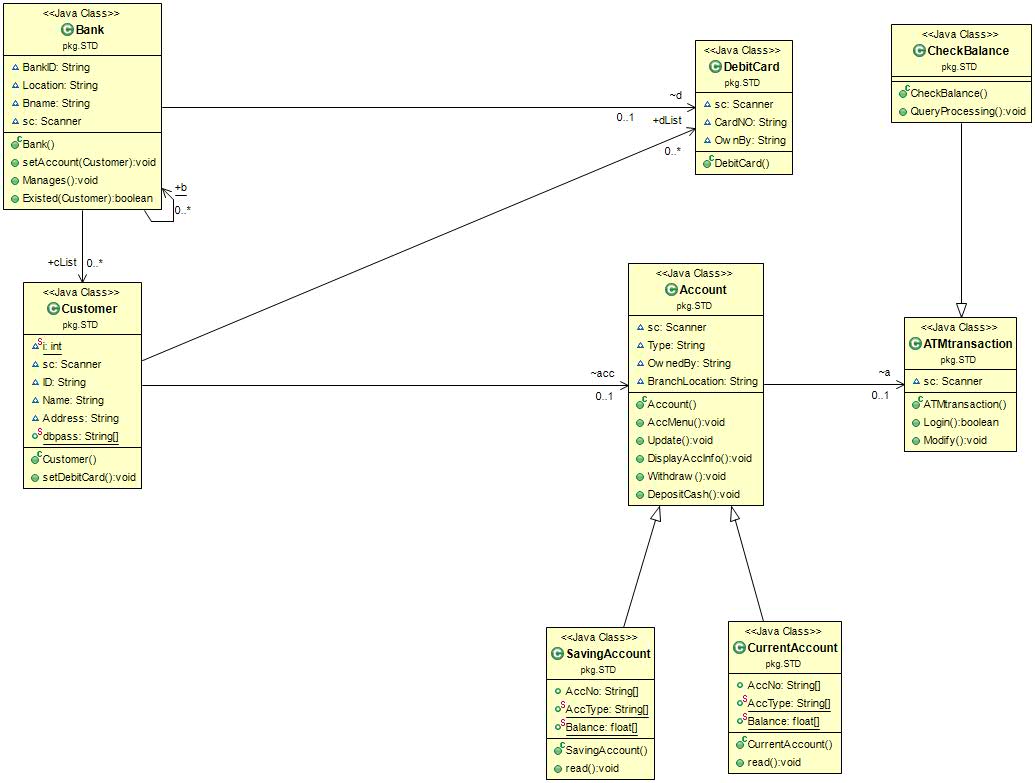 <<Java Class>>
Bank
pkg.STD
BankID: String
Location: String
Bname: String
sc: Scanner
Bank()
setAccount(Customer):void
Manages():void
Existed(Customer):boolean
+b
0..*
~d
0..1
+dList
0..*
<<Java Class>>
DebitCard
pkg.STD
sc: Scanner
CardNO: String
OwnBy: String
DebitCard()
<<Java Class>>
CheckBalance
pkg.STD
CheckBalance()
QueryProcessing():void
+cList
0..*
<<Java Class>>
Customer
pkg.STD
i: int
sc: Scanner
ID: String
Name: String
Address: String
dbpass: String[]
Customer()
setDebitCard():void
~acc
0..1
<<Java Class>>
Account
pkg.STD
sc: Scanner
Type: String
OwnedBy: String
BranchLocation: String
Account()
AccMenu():void
Update():void
DisplayAccInfo():void
Withdraw():void
DepositCash():void
~a
0..1
<<Java Class>>
ATMtransaction
pkg.STD
sc: Scanner
ATMtransaction()
Login():boolean
Modify():void
<<Java Class>>
SavingAccount
pkg.STD
AccNo: String[]
AccType: String[]
Balance: float[]
SavingAccount()
read():void
<<Java Class>>
CurrentAccount
pkg.STD
AccNo: String[]
AccType: String[]
Balance: float[]
CurrentAccount()
read():void